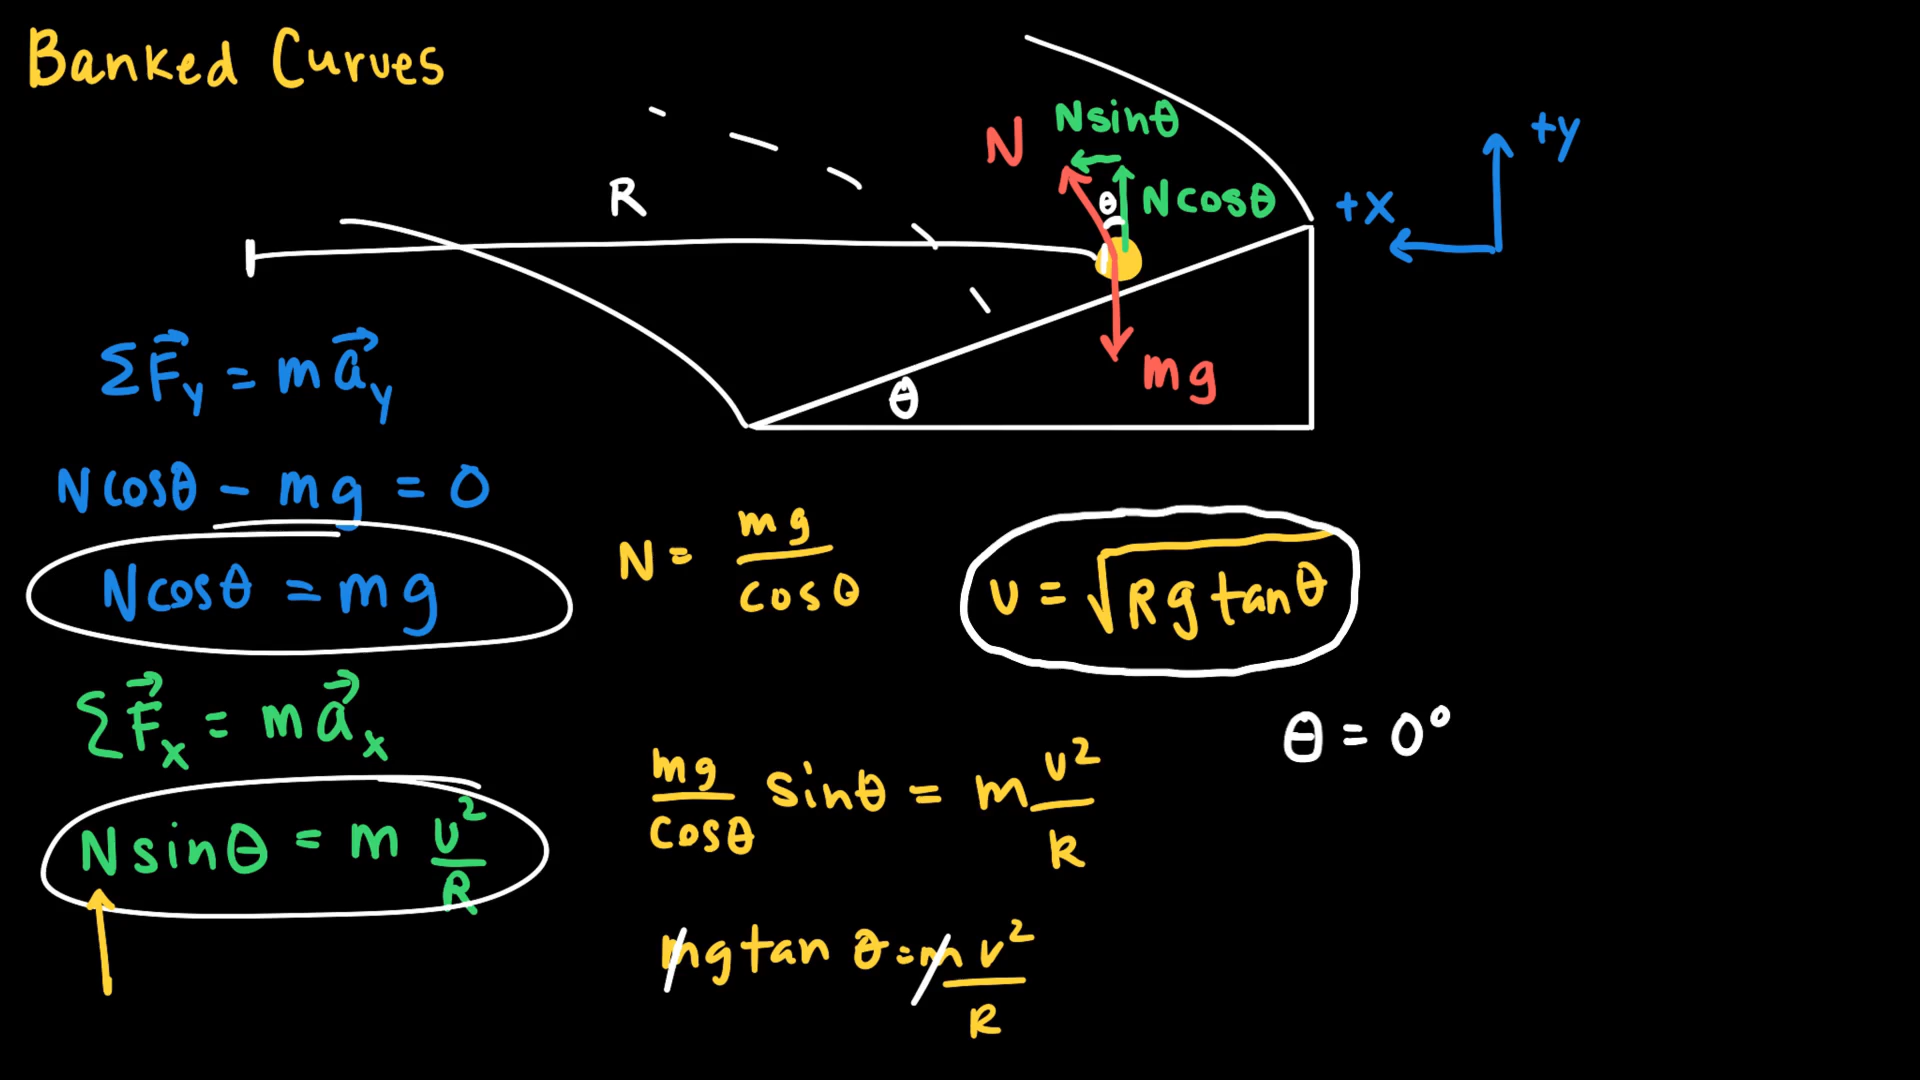 Banked Curves
R
N
Nsinθ
θ
Ncosθ
+x
+y
mg
θ
ΣF⃗y = ma⃗y
Ncosθ - mg = 0
Ncosθ = mg
ΣF⃗x = ma⃗x
Nsinθ = m v²/R
N = mg/cosθ
mg/cosθ sinθ = m v²/R
mg tan θ = m v²/R
v = √Rg tanθ
θ = 0°